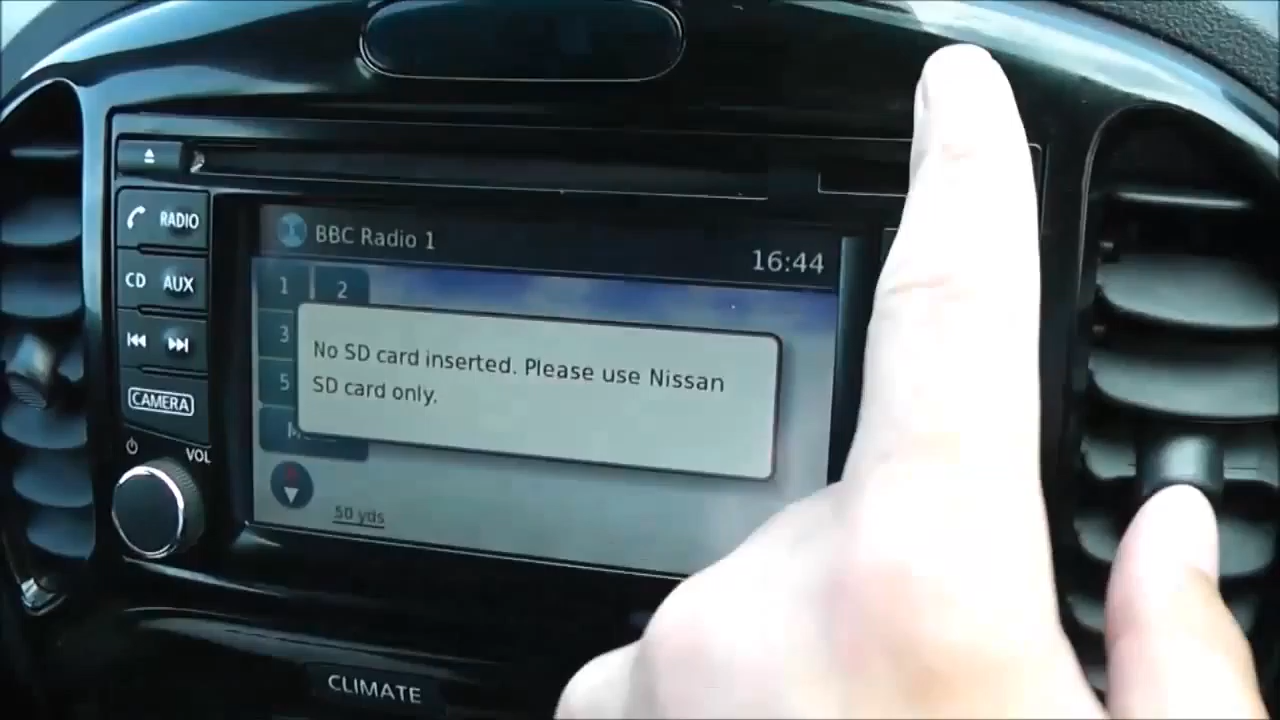 BBC Radio 1
16:44
RADIO
CD AUX
CAMERA
VOL
1 2
3
5
No SD card inserted. Please use Nissan
SD card only.
50 yds
CLIMATE